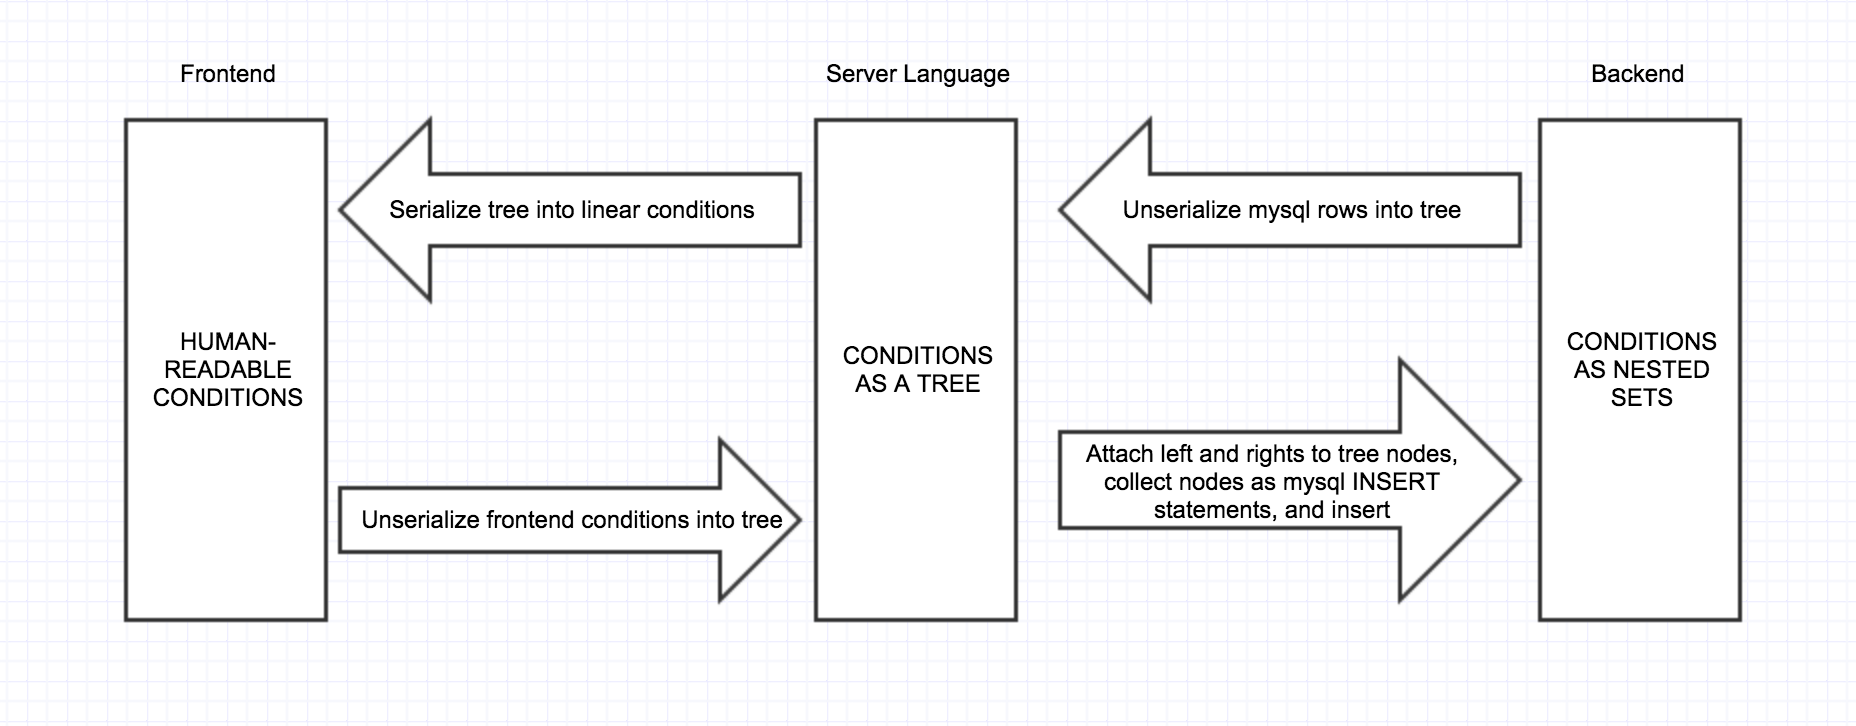 Frontend
Server Language
Backend
Serialize tree into linear conditions
Unserialize mysql rows into tree
HUMAN-
READABLE
CONDITIONS
CONDITIONS
AS A TREE
CONDITIONS
AS NESTED
SETS
Unserialize frontend conditions into tree
Attach left and rights to tree nodes,
collect nodes as mysql INSERT
statements, and insert